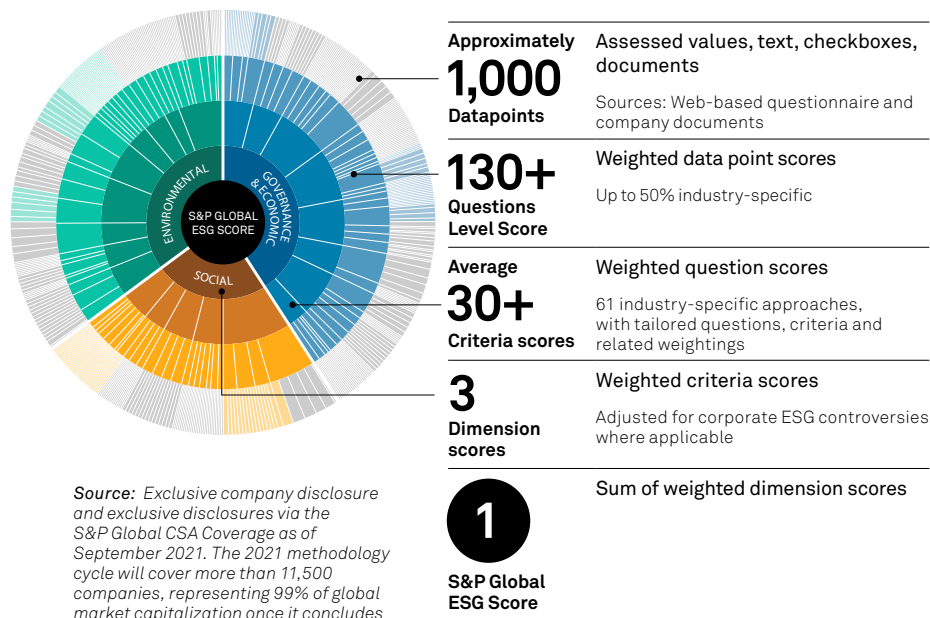 ENVIRONMENTAL
GOVERNANCE
& ECONOMIC
SOCIAL
S&P GLOBAL
ESG SCORE
Approximately
1,000
Datapoints
Assessed values, text, checkboxes,
documents
Sources: Web-based questionnaire and
company documents
130+
Questions
Level Score
Weighted data point scores
Up to 50% industry-specific
Average
30+
Criteria scores
Weighted question scores
61 industry-specific approaches,
with tailored questions, criteria and
related weightings
3
Dimension
scores
Weighted criteria scores
Adjusted for corporate ESG controversies
where applicable
1
S&P Global
ESG Score
Sum of weighted dimension scores
Source: Exclusive company disclosure
and exclusive disclosures via the
S&P Global CSA Coverage as of
September 2021. The 2021 methodology
cycle will cover more than 11,500
companies, representing 99% of global
market capitalization once it concludes